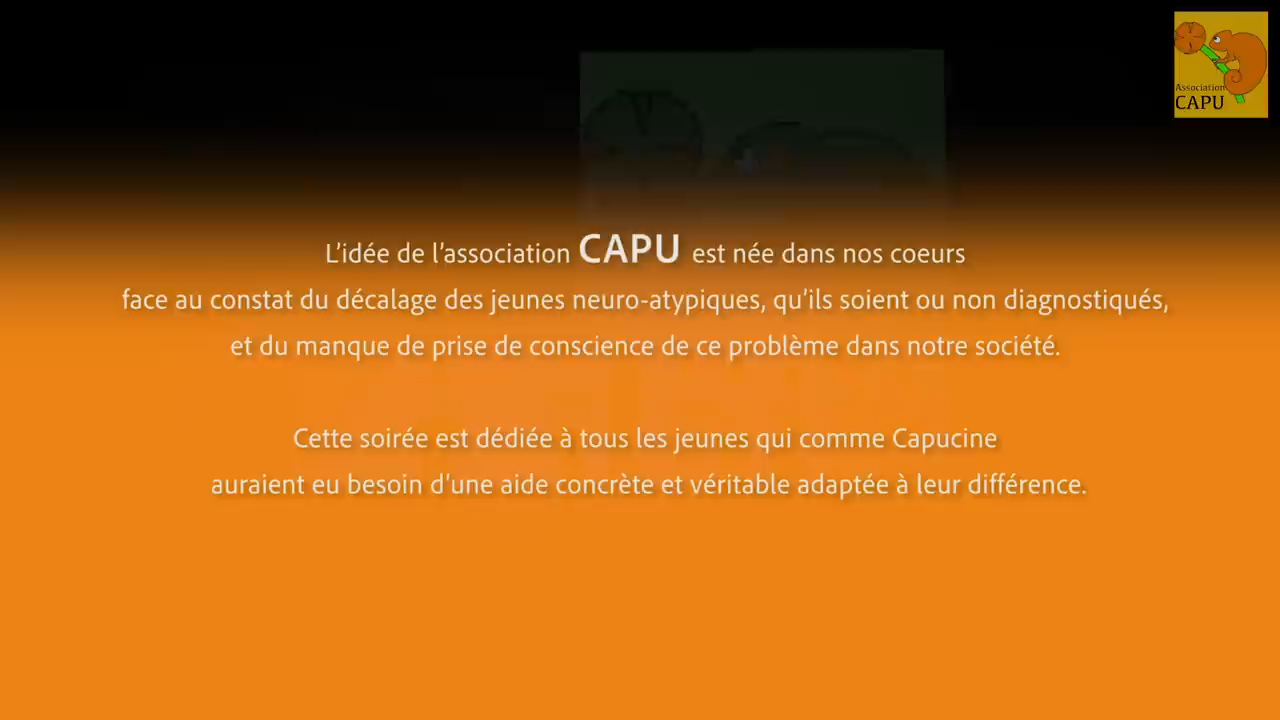 Association
CAPU
L'idée de l'association CAPU est née dans nos coeurs
face au constat du décalage des jeunes neuro-atypiques, qu'ils soient ou non diagnostiqués,
et du manque de prise de conscience de ce problème dans notre société.
Cette soirée est dédiée à tous les jeunes qui comme Capucine
auraient eu besoin d'une aide concrète et véritable adaptée à leur différence.